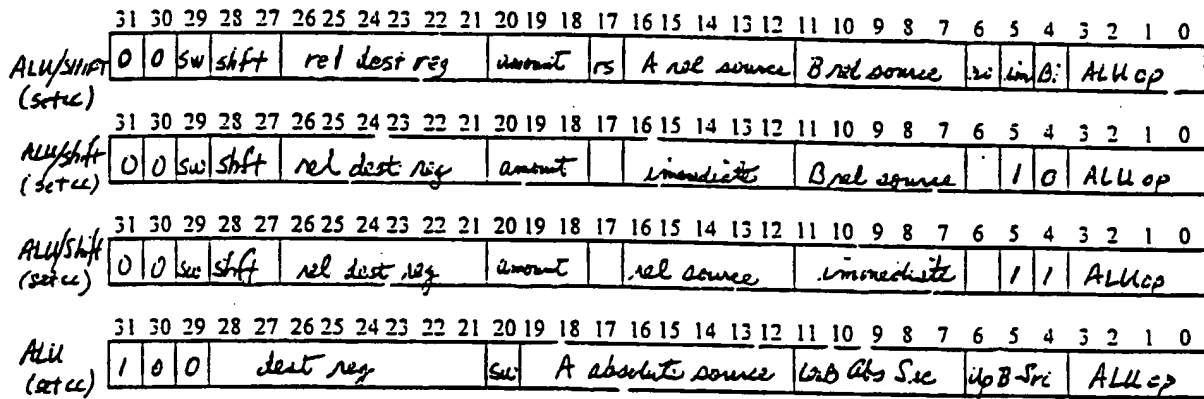 31 30 29 28 27 26 25 24 23 22 21 20 19 18 17 16 15 14 13 12 11 10 9 8 7 6 5 4 3 2 1 0
ALU/SHIFT 0 0 sw shft rel dest reg amount rs A rel source B rel source im Bi ALU op
(setcc)
31 30 29 28 27 26 25 24 23 22 21 20 19 18 17 16 15 14 13 12 11 10 9 8 7 6 5 4 3 2 1 0
ALU/shft 0 0 sw shft rel dest reg amount immediate B rel source 1 0 ALU op
(setcc)
31 30 29 28 27 26 25 24 23 22 21 20 19 18 17 16 15 14 13 12 11 10 9 8 7 6 5 4 3 2 1 0
ALU/Shift 0 0 sw shft rel dest reg amount rel source immediate 1 1 ALU op
(setcc)
31 30 29 28 27 26 25 24 23 22 21 20 19 18 17 16 15 14 13 12 11 10 9 8 7 6 5 4 3 2 1 0
ALU 1 0 0 dest reg sw A absolute source B Abs Src B Src ALU op
(setcc)